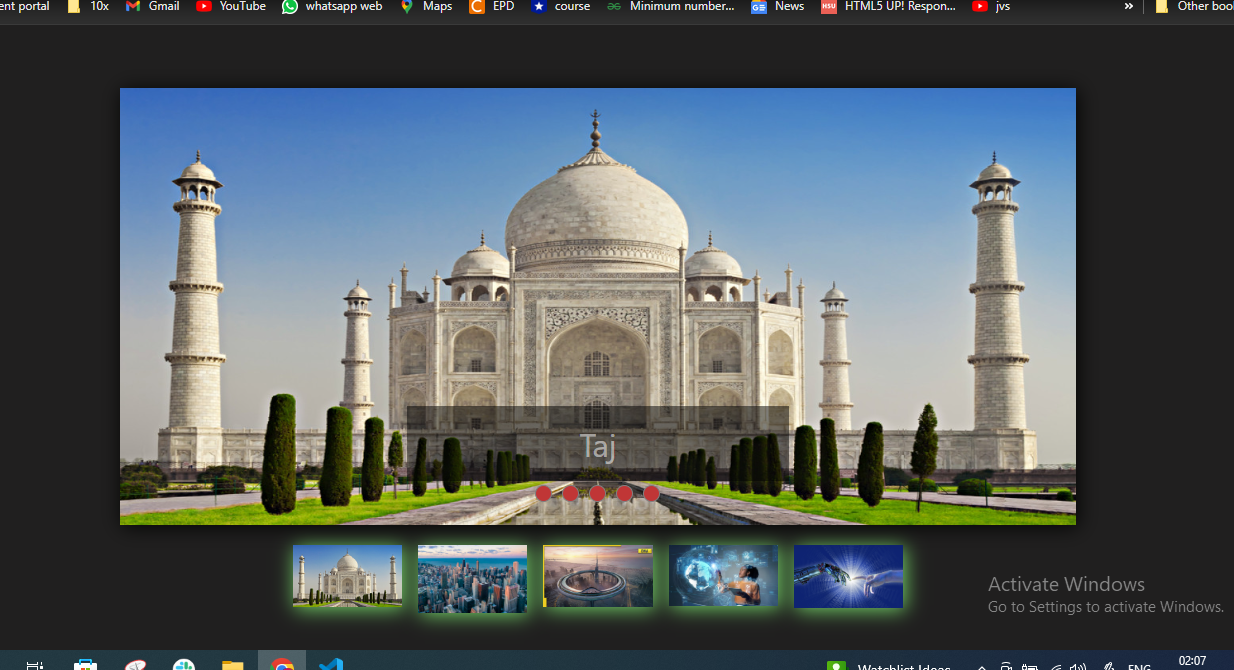 ent portal 10x Gmail YouTube whatsapp web Maps EPD course Minimum number... News HTML5 UP! Respon... jvs » Other boo
Taj
Activate Windows
Go to Settings to activate Windows.
Watchlist Ideas ENG 02:07